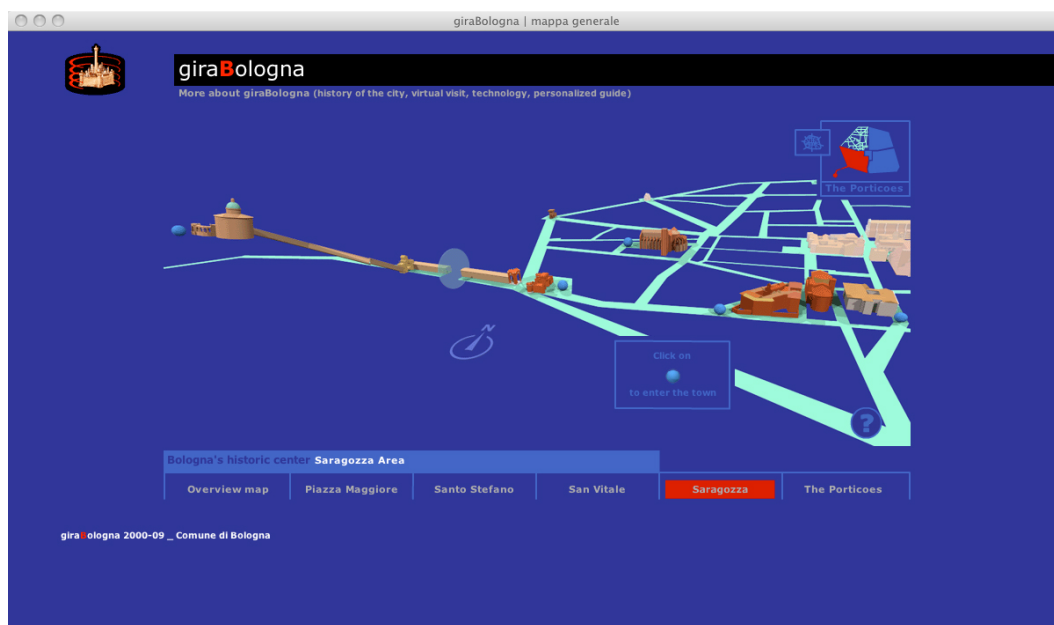 giraBologna | mappa generale
giraBologna
More about giraBologna (history of the city, virtual visit, technology, personalized guide)
The Porticoes
N
Click on
to enter the town
?
Bologna's historic center Saragozza Area
Overview map Piazza Maggiore Santo Stefano San Vitale Saragozza The Porticoes
giraBologna 2000-09 _ Comune di Bologna